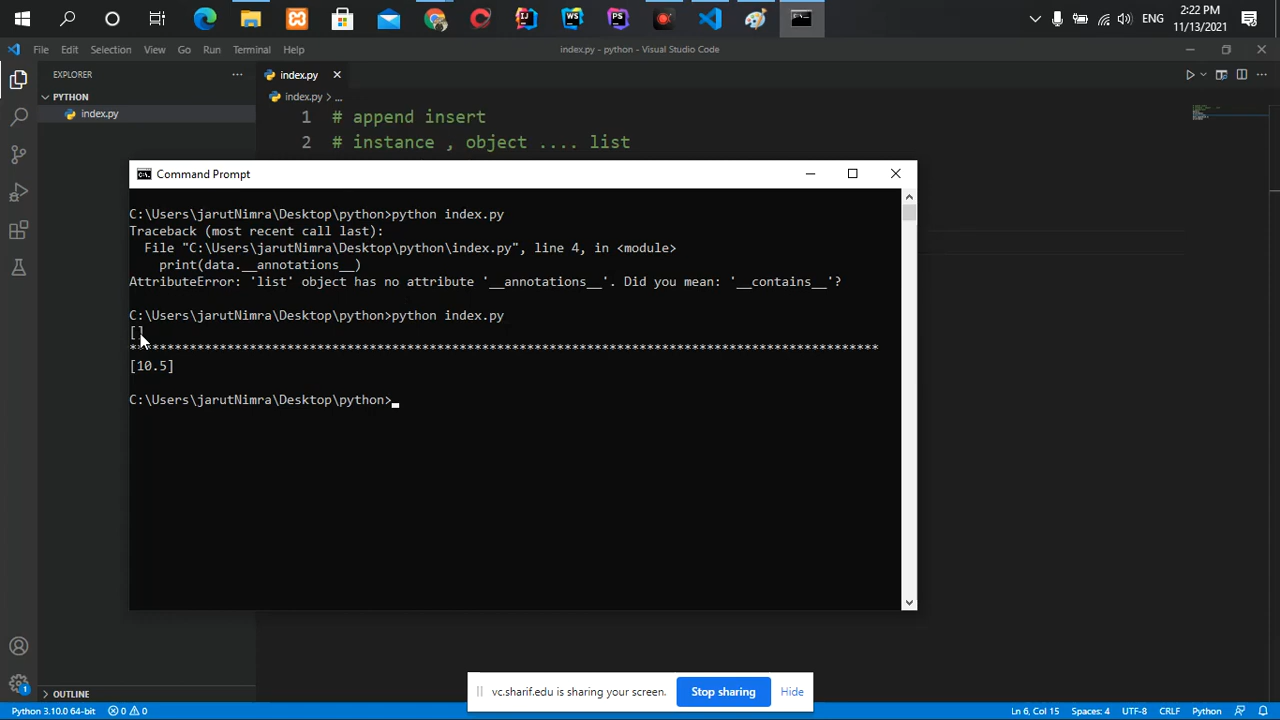 ENG
2:22 PM
11/13/2021
File Edit Selection View Go Run Terminal Help
index.py - python - Visual Studio Code
EXPLORER
PYTHON
index.py
index.py
index.py > ...
1 # append insert
2 # instance , object .... list
Command Prompt
C:\Users\jarutNimra\Desktop\python>python index.py
Traceback (most recent call last):
File "C:\Users\jarutNimra\Desktop\python\index.py", line 4, in <module>
print(data.__annotations__)
AttributeError: 'list' object has no attribute '__annotations__'. Did you mean: '__contains__'?
C:\Users\jarutNimra\Desktop\python>python index.py
[]
****************************************************************************************************
[10.5]
C:\Users\jarutNimra\Desktop\python>
vc.sharif.edu is sharing your screen.
Stop sharing
Hide
OUTLINE
Python 3.10.0 64-bit
0
0
Ln 6, Col 15
Spaces: 4
UTF-8
CRLF
Python